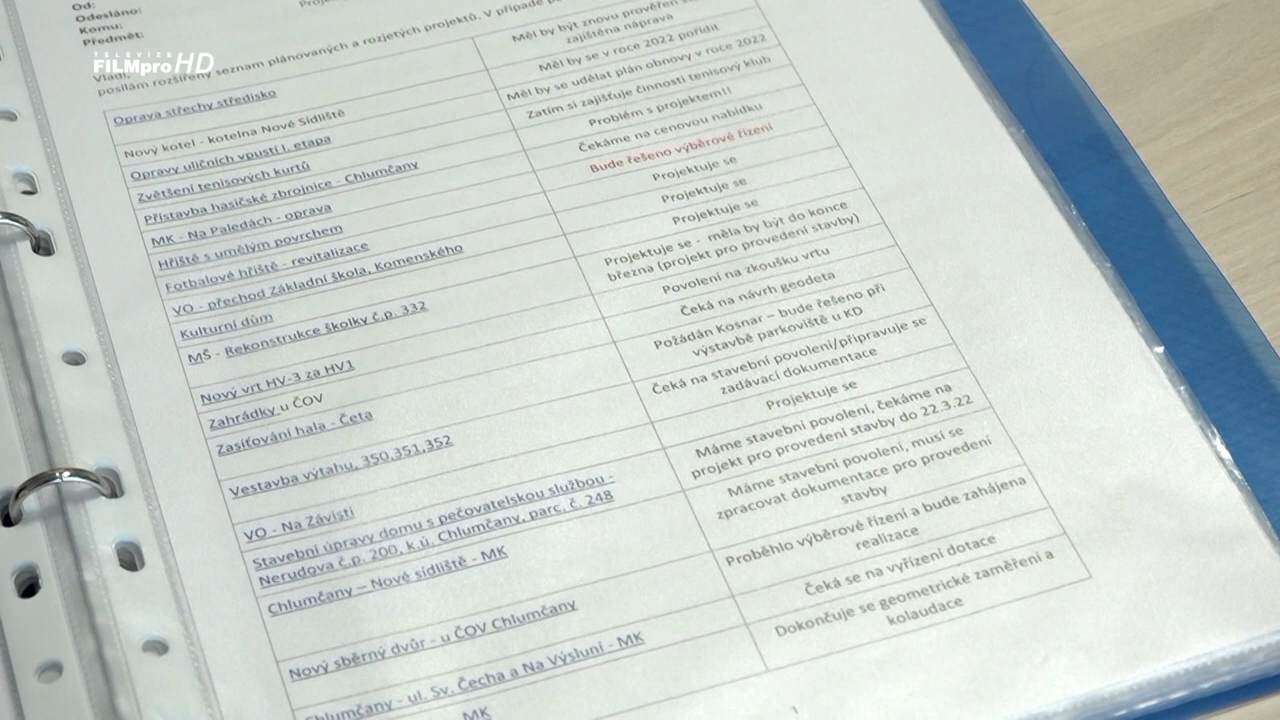 TELEVIZE
FILMproHD
Od:
Odesláno:
Komu:
Předmět:
posílám rozšířený seznam plánovaných a rozjetých projektů. V případě
Oprava střechy středisko
Měl by být znovu prověřen
zajištěna náprava
Nový kotel - kotelna Nové Sídliště
Měl by se v roce 2022 pořídit
Opravy uličních vpustí I. etapa
Měl by se udělat plán obnovy v roce 2022
Zvětšení tenisových kurtů
Zatím si zajišťuje činnosti tenisový klub
Přístavba hasičské zbrojnice - Chlumčany
Problém s projektem!!
MK - Na Paledách - oprava
Čekáme na cenovou nabídku
Hřiště s umělým povrchem
Bude řešeno výběrové řízení
Fotbalové hřiště - revitalizace
Projektuje se
VO - přechod Základní škola, Komenského
Projektuje se
Kulturní dům
Projektuje se
MŠ - Rekonstrukce školky č.p. 332
Projektuje se - měla by být do konce
března (projekt pro provedení stavby)
Nový vrt HV-3 za HV1
Povolení na zkoušku vrtu
Zahrádky u ČOV
Čeká na návrh geodeta
Zasíťování hala - Četa
Požádán Kosnar – bude řešeno při
výstavbě parkoviště u KD
Vestavba výtahu, 350,351,352
Čeká na stavební povolení/připravuje se
zadávací dokumentace
VO - Na Závisti
Projektuje se
Stavební úpravy domu s pečovatelskou službou -
Nerudova č.p. 200, k.ú. Chlumčany, parc. č. 248
Máme stavební povolení, čekáme na
projekt pro provedení stavby do 22.3.22
Chlumčany – Nové sídliště - MK
Máme stavební povolení, musí se
zpracovat dokumentace pro provedení
stavby
Nový sběrný dvůr - u ČOV Chlumčany
Proběhlo výběrové řízení a bude zahájena
realizace
Chlumčany - ul. Sv. Čecha a Na Výsluní - MK
Čeká se na vyřízení dotace
MK
Dokončuje se geometrické zaměření a
kolaudace